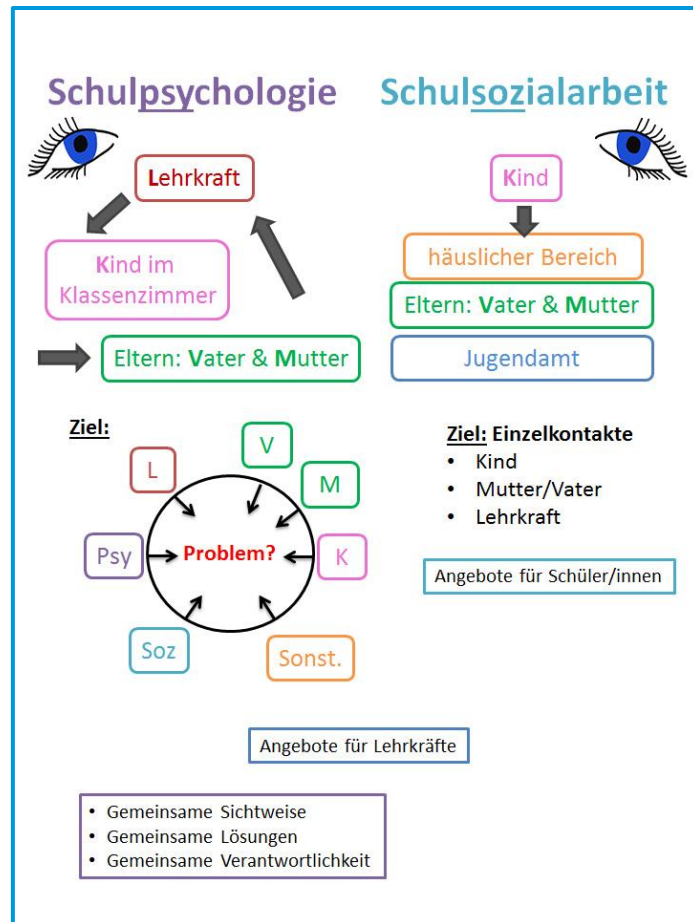 Schulpsychologie
Lehrkraft
Kind im
Klassenzimmer
Eltern: Vater & Mutter
Ziel:
L
V
M
Psy
Problem?
K
Soz
Sonst.
Schulsozialarbeit
Kind
häuslicher Bereich
Eltern: Vater & Mutter
Jugendamt
Ziel: Einzelkontakte
• Kind
• Mutter/Vater
• Lehrkraft
Angebote für Schüler/innen
Angebote für Lehrkräfte
• Gemeinsame Sichtweise
• Gemeinsame Lösungen
• Gemeinsame Verantwortlichkeit